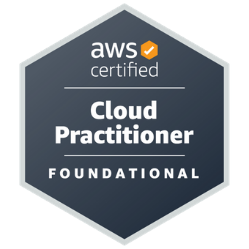 aws
certified
Cloud
Practitioner
FOUNDATIONAL